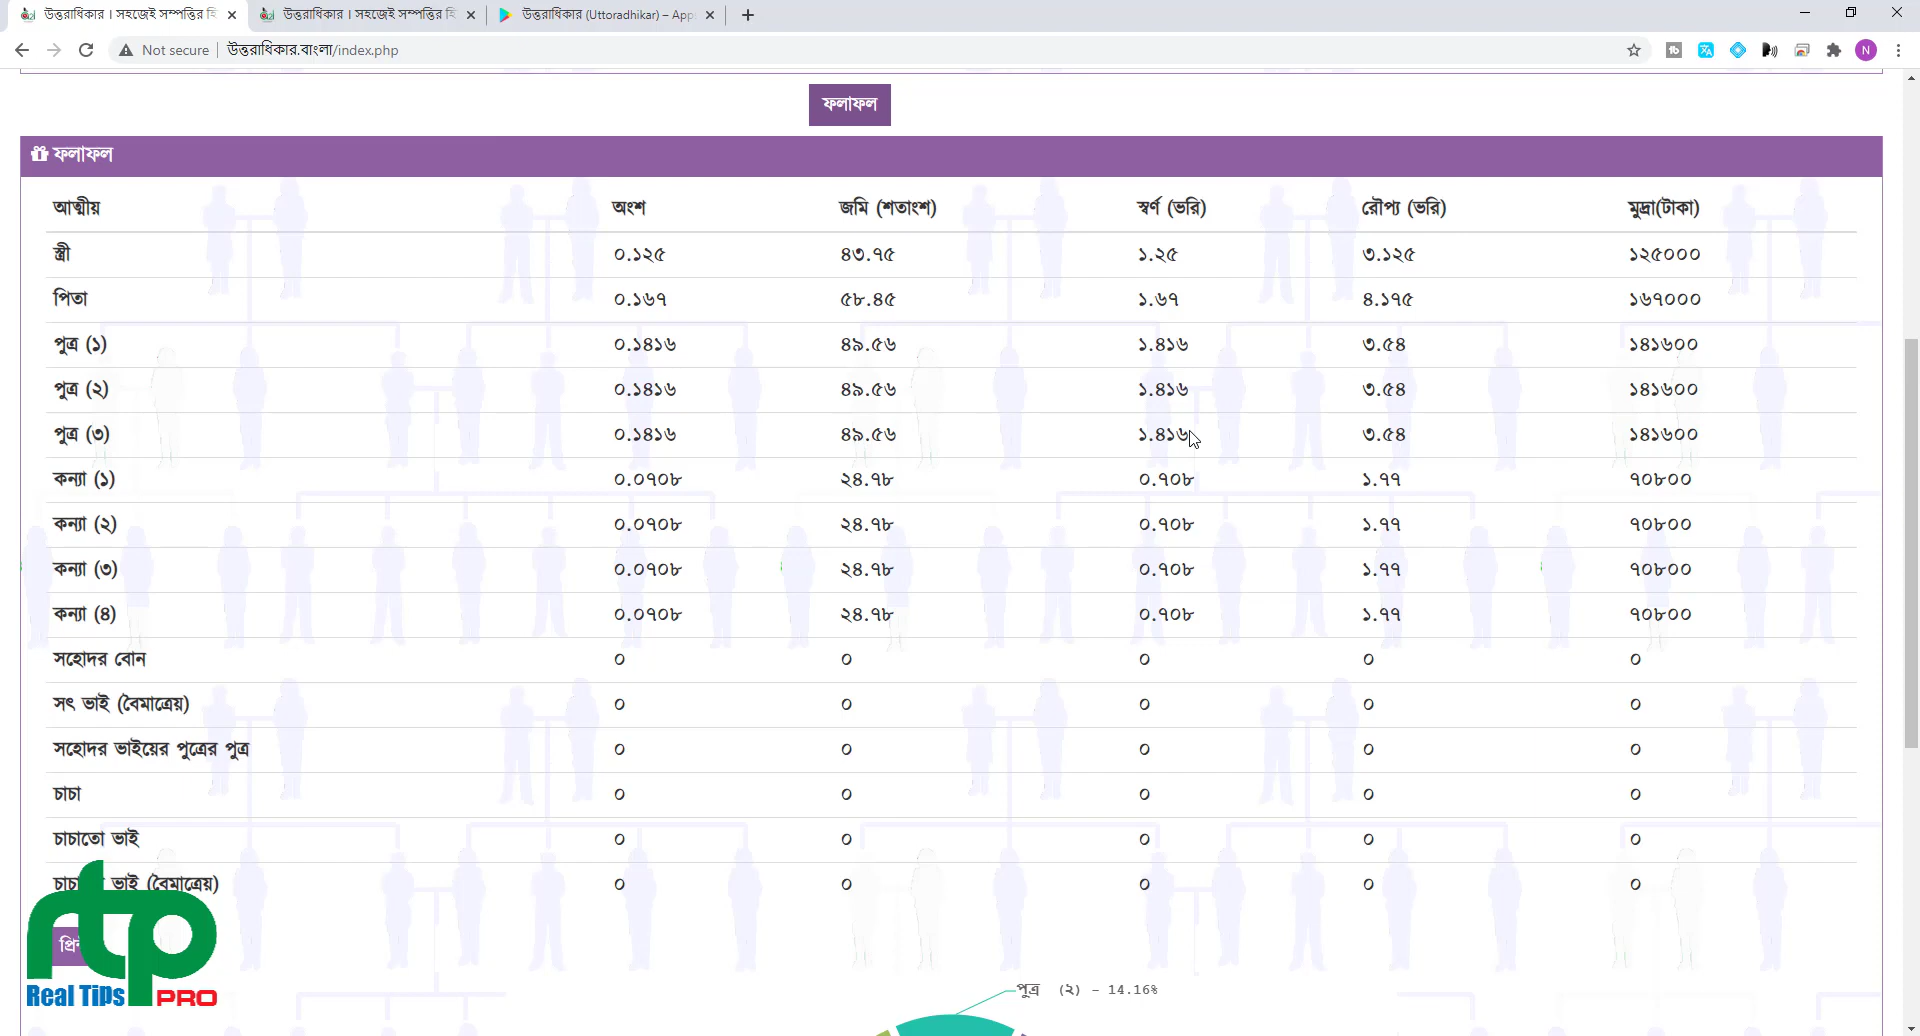 উত্তরাধিকার । সহজেই সম্পত্তির হি
উত্তরাধিকার । সহজেই সম্পত্তির হি
উত্তরাধিকার (Uttoradhikar) – App
Not secure
উত্তরাধিকার.বাংলা/index.php
N
ফলাফল
ফলাফল
আত্মীয় অংশ জমি (শতাংশ) স্বর্ণ (ভরি) রৌপ্য (ভরি) মুদ্রা(টাকা)
স্ত্রী ০.১২৫ ৪৩.৭৫ ১.২৫ ৩.১২৫ ১২৫০০০
পিতা ০.১৬৭ ৫৮.৪৫ ১.৬৭ ৪.১৭৫ ১৬৭০০০
পুত্র (১) ০.১৪১৬ ৪৯.৫৬ ১.৪১৬ ৩.৫৪ ১৪১৬০০
পুত্র (২) ০.১৪১৬ ৪৯.৫৬ ১.৪১৬ ৩.৫৪ ১৪১৬০০
পুত্র (৩) ০.১৪১৬ ৪৯.৫৬ ১.৪১৬ ৩.৫৪ ১৪১৬০০
কন্যা (১) ০.০৭০৮ ২৪.৭৮ ০.৭০৮ ১.৭৭ ৭০৮০০
কন্যা (২) ০.০৭০৮ ২৪.৭৮ ০.৭০৮ ১.৭৭ ৭০৮০০
কন্যা (৩) ০.০৭০৮ ২৪.৭৮ ০.৭০৮ ১.৭৭ ৭০৮০০
কন্যা (৪) ০.০৭০৮ ২৪.৭৮ ০.৭০৮ ১.৭৭ ৭০৮০০
সহোদর বোন ০ ০ ০ ০ ০
সৎ ভাই (বৈমাত্রেয়) ০ ০ ০ ০ ০
সহোদর ভাইয়ের পুত্রের পুত্র ০ ০ ০ ০ ০
চাচা ০ ০ ০ ০ ০
চাচাতো ভাই ০ ০ ০ ০ ০
ভাই (বৈমাত্রেয়) ০ ০ ০ ০ ০
rtp
Real Tips PRO
পুত্র (২) – 14.16%